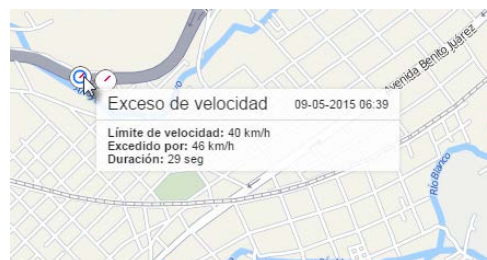 Avenida Benito Juárez
Exceso de velocidad 09-05-2015 06:39
Límite de velocidad: 40 km/h
Excedido por: 46 km/h
Duración: 29 seg
Río Blanco